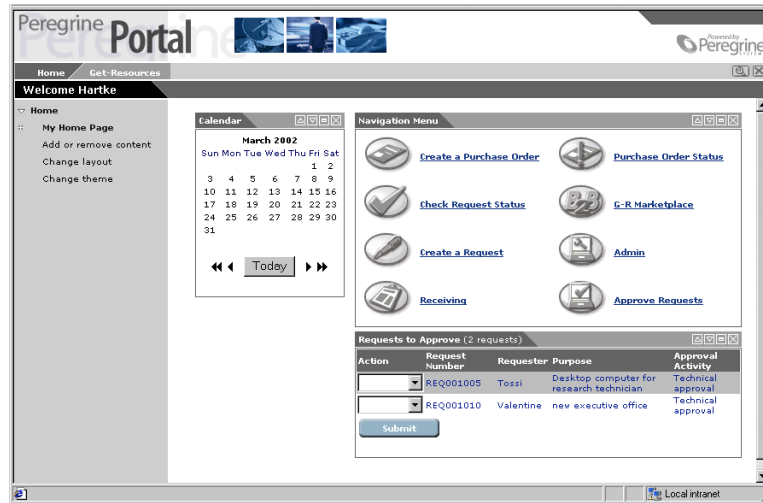 Peregrine Portal
Powered by
Peregrine
SYSTEMS
Home Get-Resources
Welcome Hartke
Home
My Home Page
Add or remove content
Change layout
Change theme
Calendar
March 2002
Sun Mon Tue Wed Thu Fri Sat
1 2
3 4 5 6 7 8 9
10 11 12 13 14 15 16
17 18 19 20 21 22 23
24 25 26 27 28 29 30
31
Today
Navigation Menu
Create a Purchase Order
Purchase Order Status
Check Request Status
B2B
G-R Marketplace
Create a Request
Admin
Receiving
Approve Requests
Requests to Approve (2 requests)
Action Request Number Requester Purpose Approval Activity
REQ001005 Tossi Desktop computer for research technician Technical approval
REQ001010 Valentine new executive office Technical approval
Submit
Local intranet